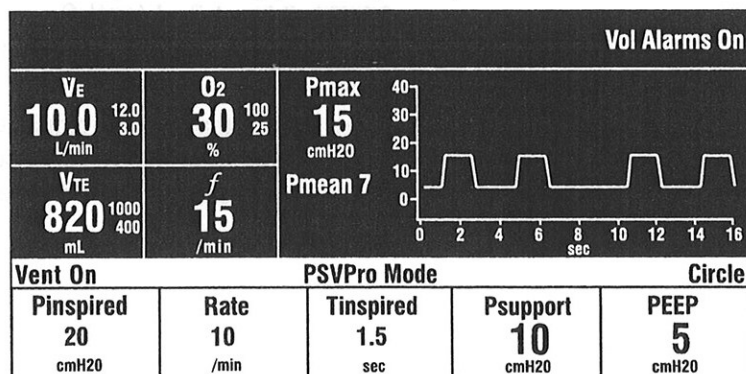 Vol Alarms On
V̇E
10.0 12.0 3.0
L/min
O2
30 100 25
%
Pmax
15
cmH2O
Pmean 7
VTE
820 1000 400
mL
f
15
/min
40
30
20
10
0
0 2 4 6 8 10 12 14 16
sec
Vent On PSVPro Mode Circle
Pinspired
20
cmH20
Rate
10
/min
Tinspired
1.5
sec
Psupport
10
cmH20
PEEP
5
cmH20